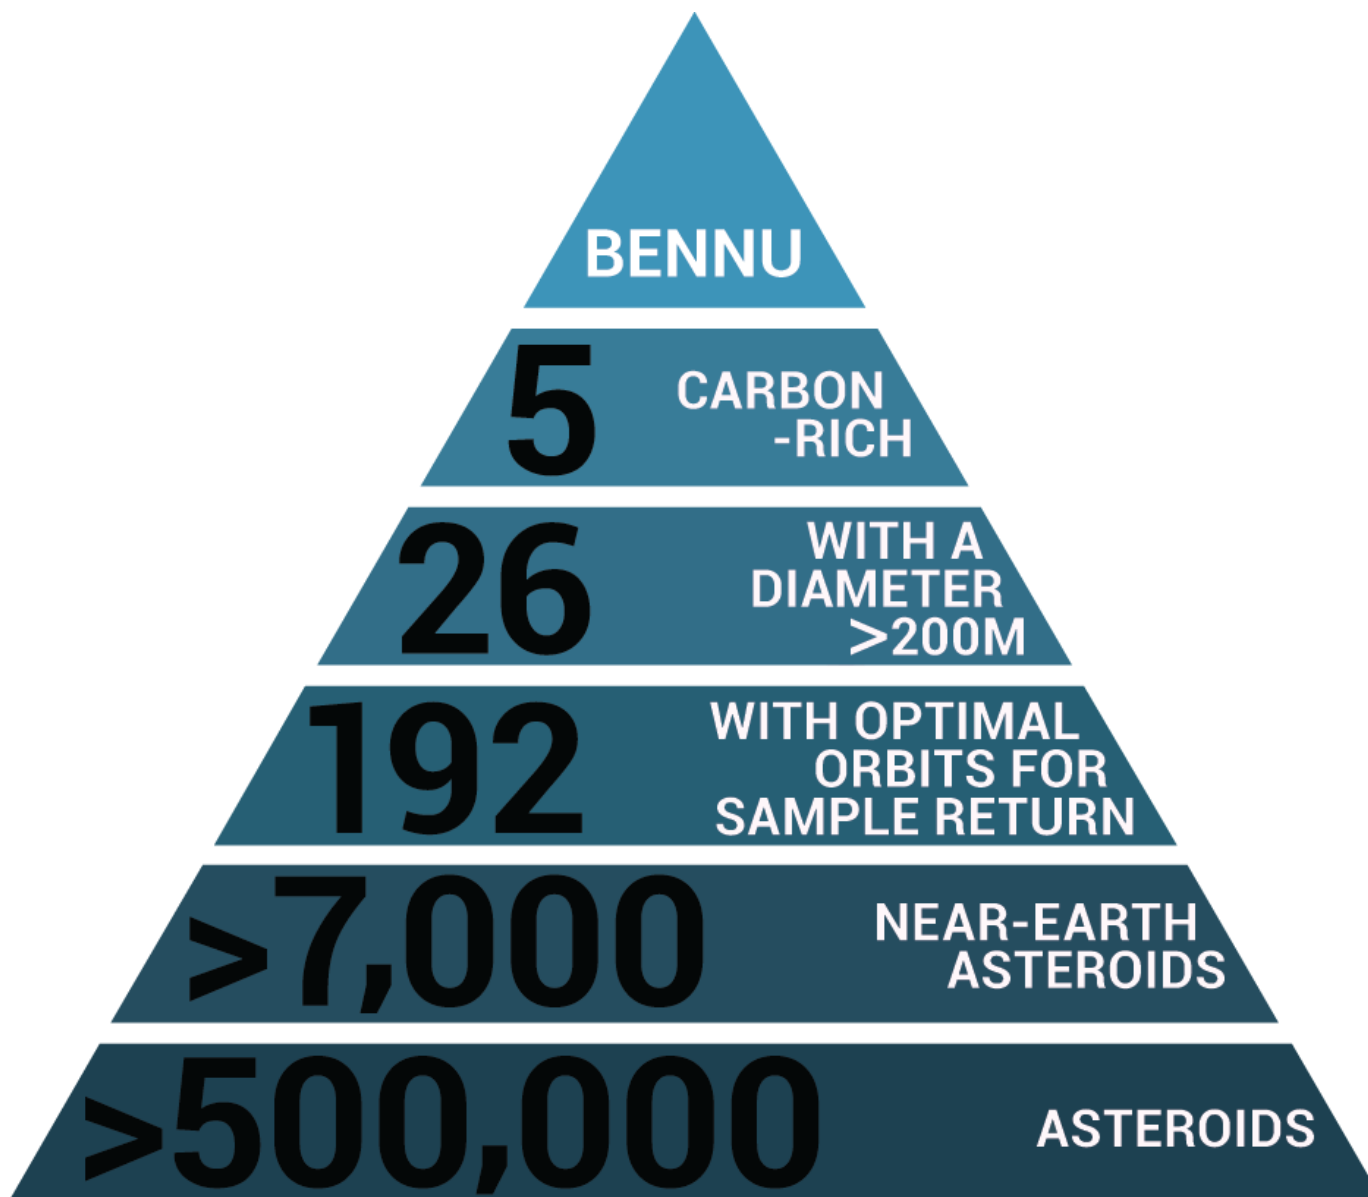 BENNU
5
CARBON
-RICH
26
WITH A
DIAMETER
>200M
192
WITH OPTIMAL
ORBITS FOR
SAMPLE RETURN
>7,000
NEAR-EARTH
ASTEROIDS
>500,000
ASTEROIDS